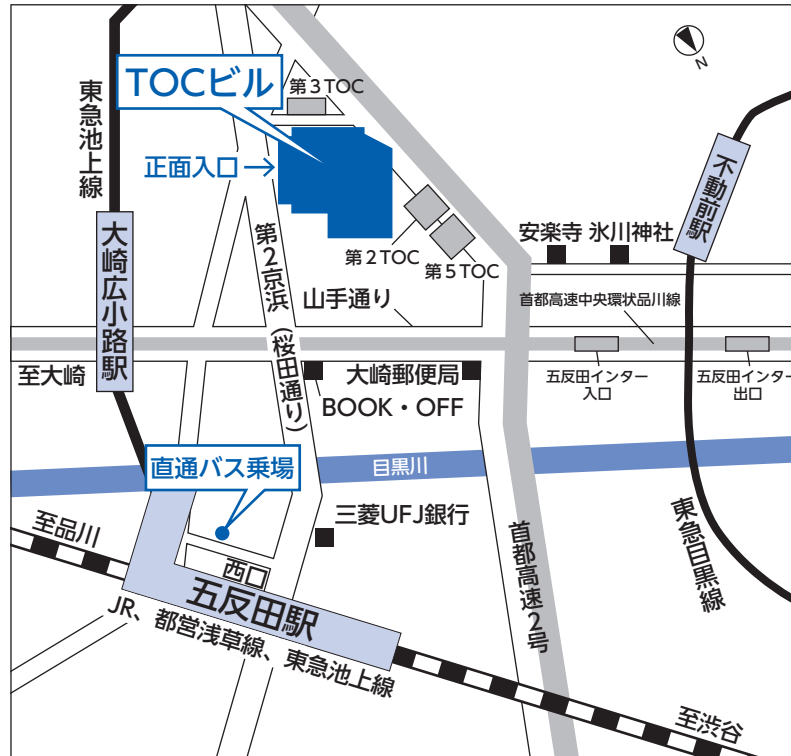 TOCビル
第3TOC
N
東急池上線
正面入口→
不動前駅
大崎広小路駅
第2TOC
第5TOC
安楽寺 氷川神社
第2京浜(桜田通り)
山手通り
首都高速中央環状品川線
至大崎
大崎郵便局
BOOK・OFF
五反田インター
入口
五反田インター
出口
直通バス乗場
目黒川
三菱UFJ銀行
至品川
西口
五反田駅
JR、都営浅草線、東急池上線
首都高速2号
東急目黒線
至渋谷